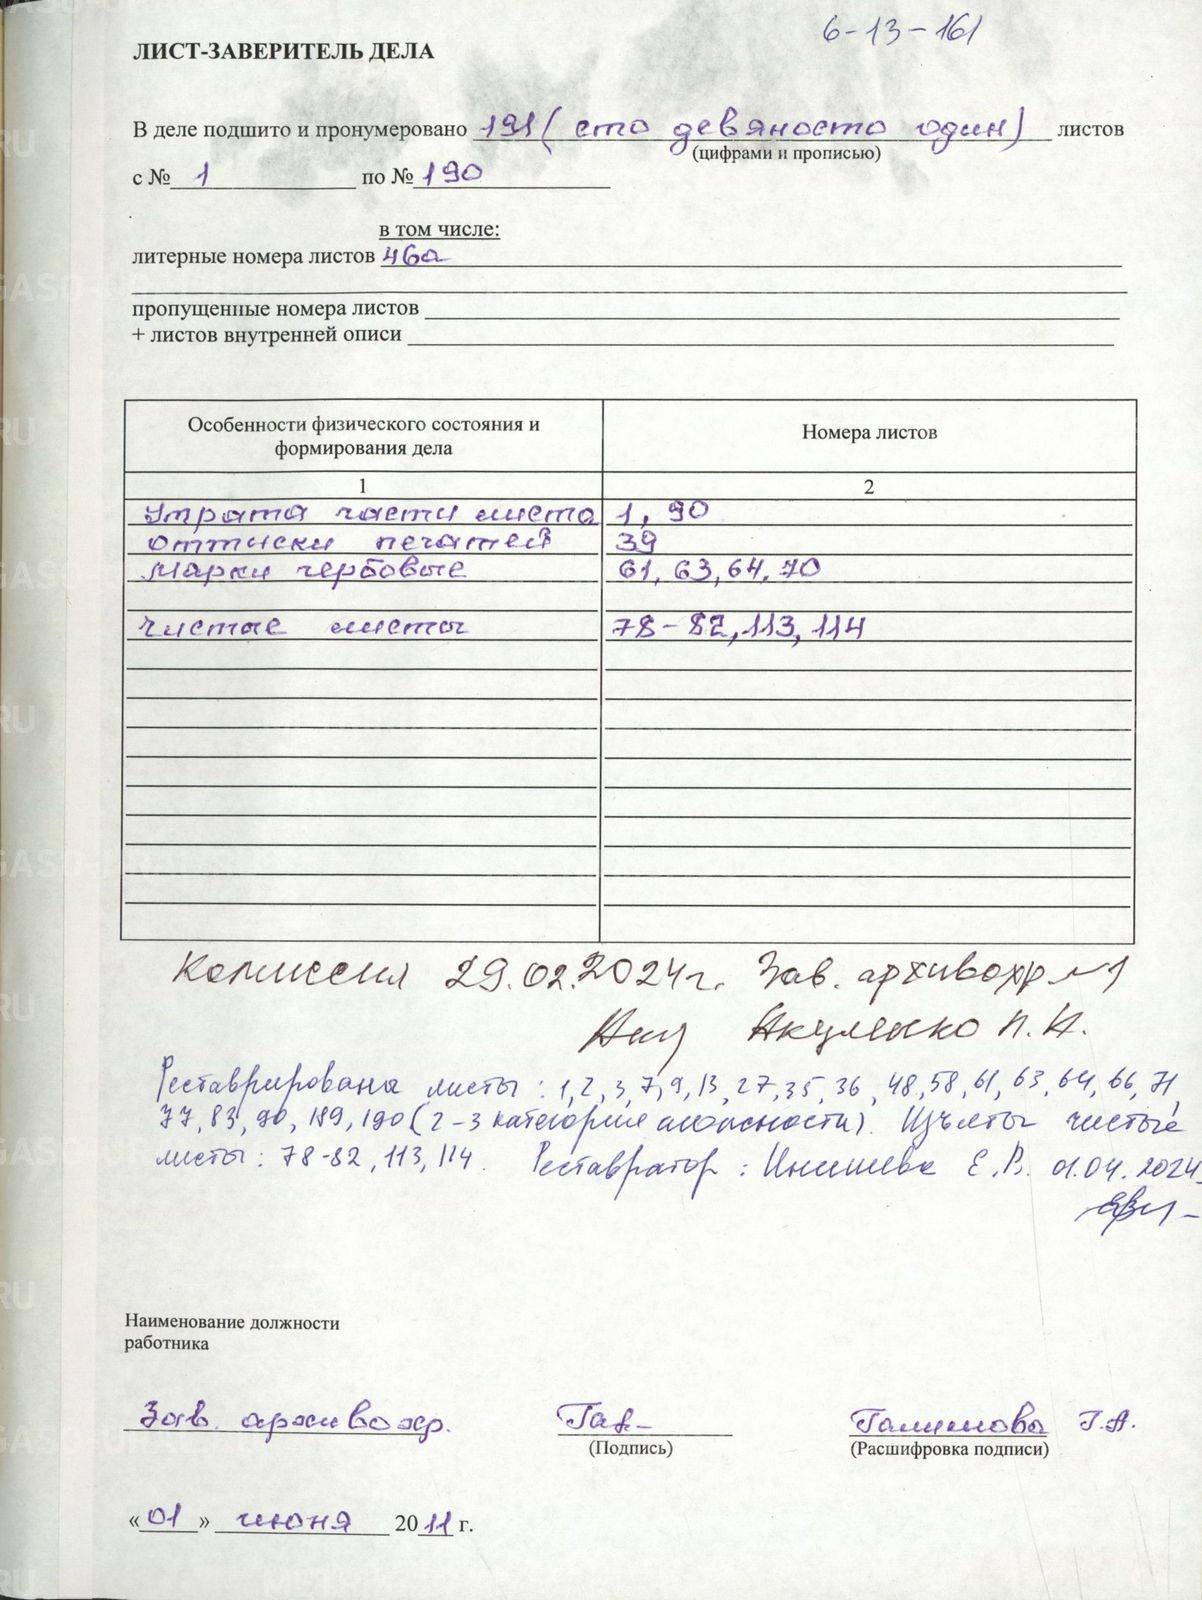 6-13-161
ЛИСТ-ЗАВЕРИТЕЛЬ ДЕЛА
В деле подшито и пронумеровано 191 ( сто девяносто один) листов
(цифрами и прописью)
с № 1 по № 190
в том числе:
литерные номера листов 46а
пропущенные номера листов
+ листов внутренней описи
Особенности физического состояния и формирования дела Номера листов
1 2
Утрата части листа 1, 90
оттиски печатей 39
марки гербовые 61, 63, 64, 70
чистые листы 78-82, 113, 114
Комиссия 29.02.2024г. Зав. архивохр №1
Акуленко
Реставрированы листы: 1, 2, 3, 7, 9, 13, 27, 35, 36, 48, 58, 61, 63, 64, 66, 71,
77, 83, 90, 189, 190 (2-3 категория опасности). Изъяты чистые
листы: 78-82, 113, 114. Реставратор: Инишева Е.В. 01.04.2024
Наименование должности
работника
Зав. архивохр. Галимова Г.А.
(Подпись) (Расшифровка подписи)
«01» июня 2011 г.